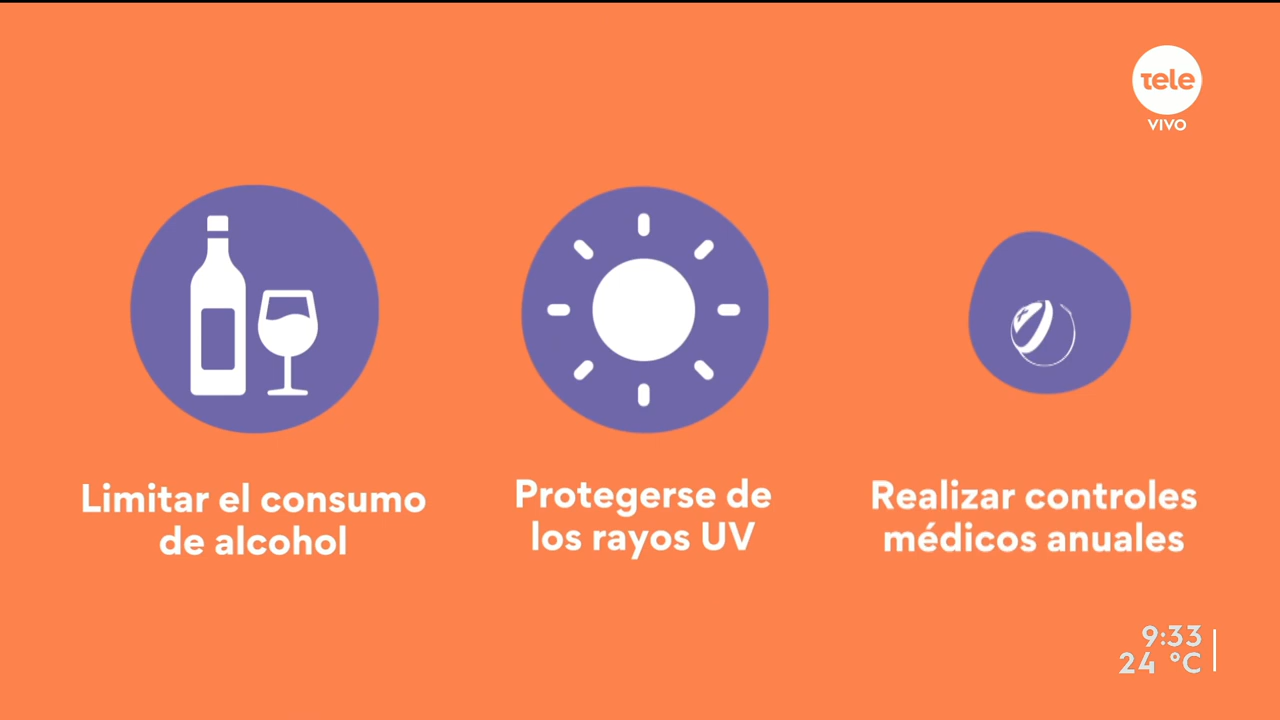 tele
VIVO
Limitar el consumo
de alcohol
Protegerse de
los rayos UV
Realizar controles
médicos anuales
9:33
24 °C